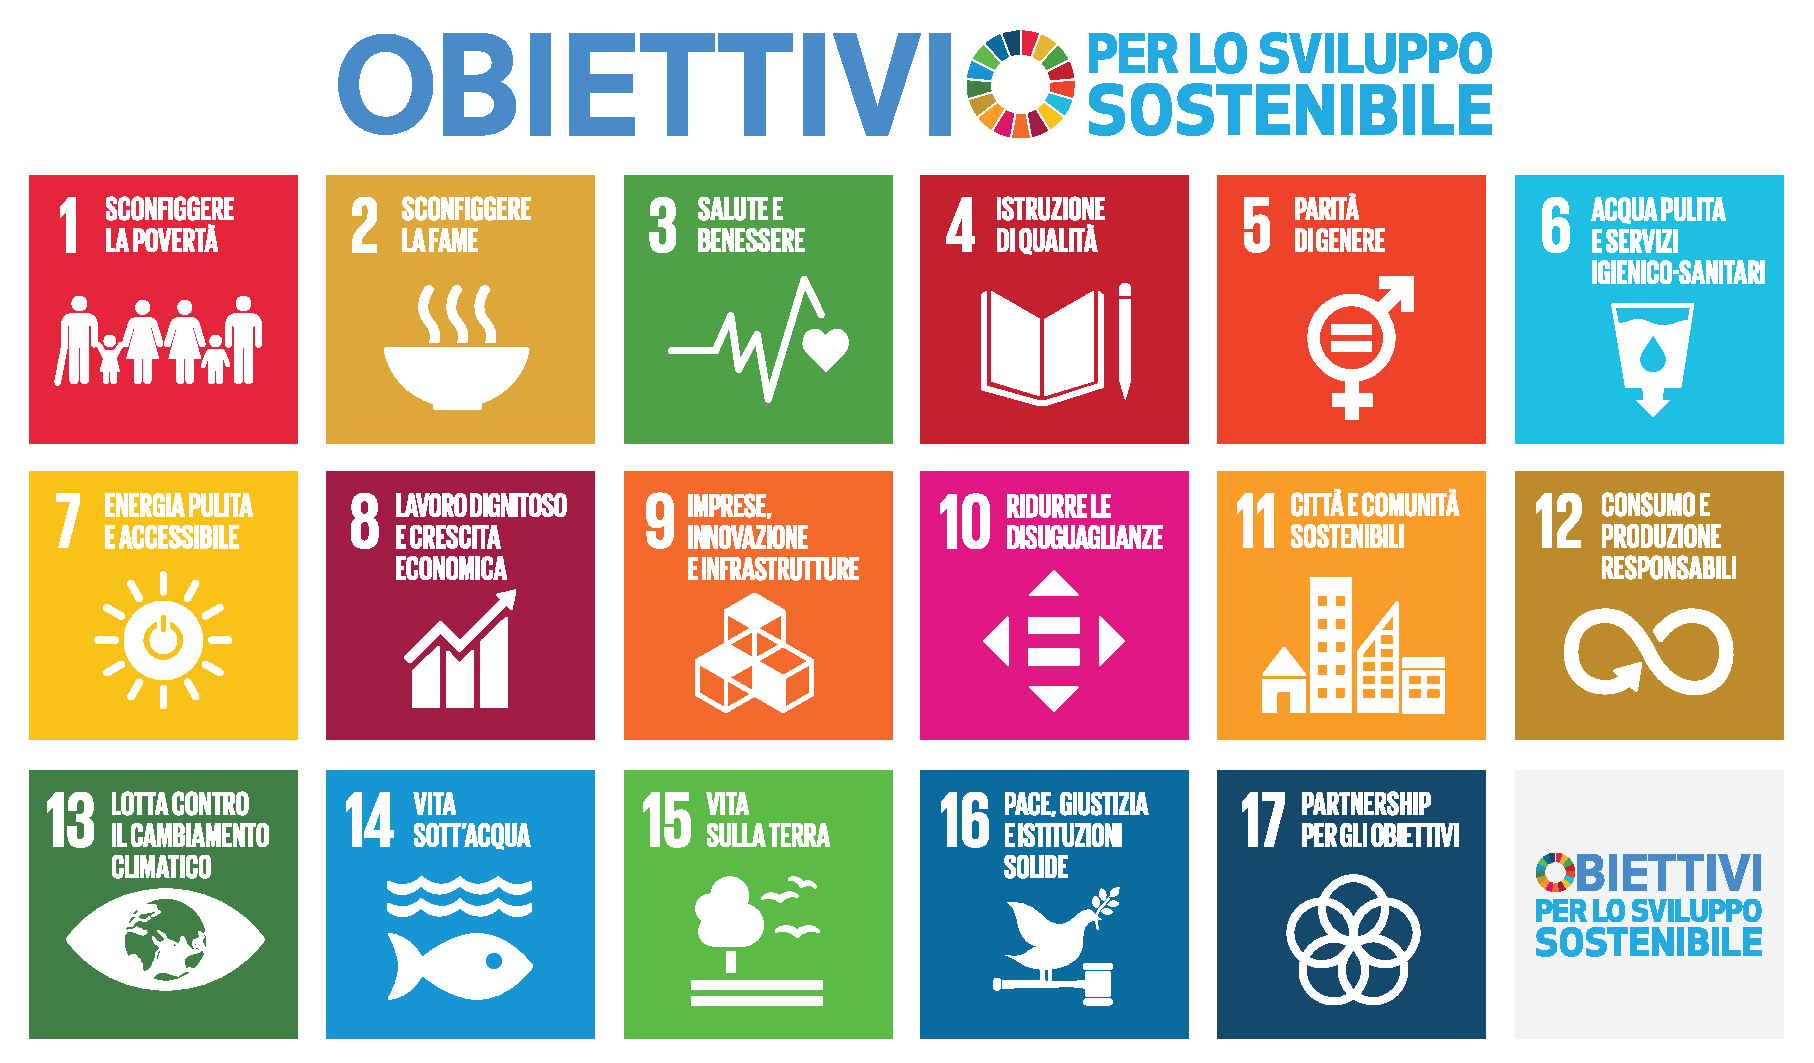 OBIETTIVI PER LO SVILUPPO
SOSTENIBILE
1 SCONFIGGERE
LA POVERTÀ
2 SCONFIGGERE
LA FAME
3 SALUTE E
BENESSERE
4 ISTRUZIONE
DI QUALITÀ
5 PARITÀ
DI GENERE
6 ACQUA PULITA
E SERVIZI
IGIENICO-SANITARI
7 ENERGIA PULITA
E ACCESSIBILE
8 LAVORO DIGNITOSO
E CRESCITA
ECONOMICA
9 IMPRESE,
INNOVAZIONE
E INFRASTRUTTURE
10 RIDURRE LE
DISUGUAGLIANZE
11 CITTÀ E COMUNITÀ
SOSTENIBILI
12 CONSUMO E
PRODUZIONE
RESPONSABILI
13 LOTTA CONTRO
IL CAMBIAMENTO
CLIMATICO
14 VITA
SOTT'ACQUA
15 VITA
SULLA TERRA
16 PACE, GIUSTIZIA
E ISTITUZIONI
SOLIDE
17 PARTNERSHIP
PER GLI OBIETTIVI
OBIETTIVI
PER LO SVILUPPO
SOSTENIBILE